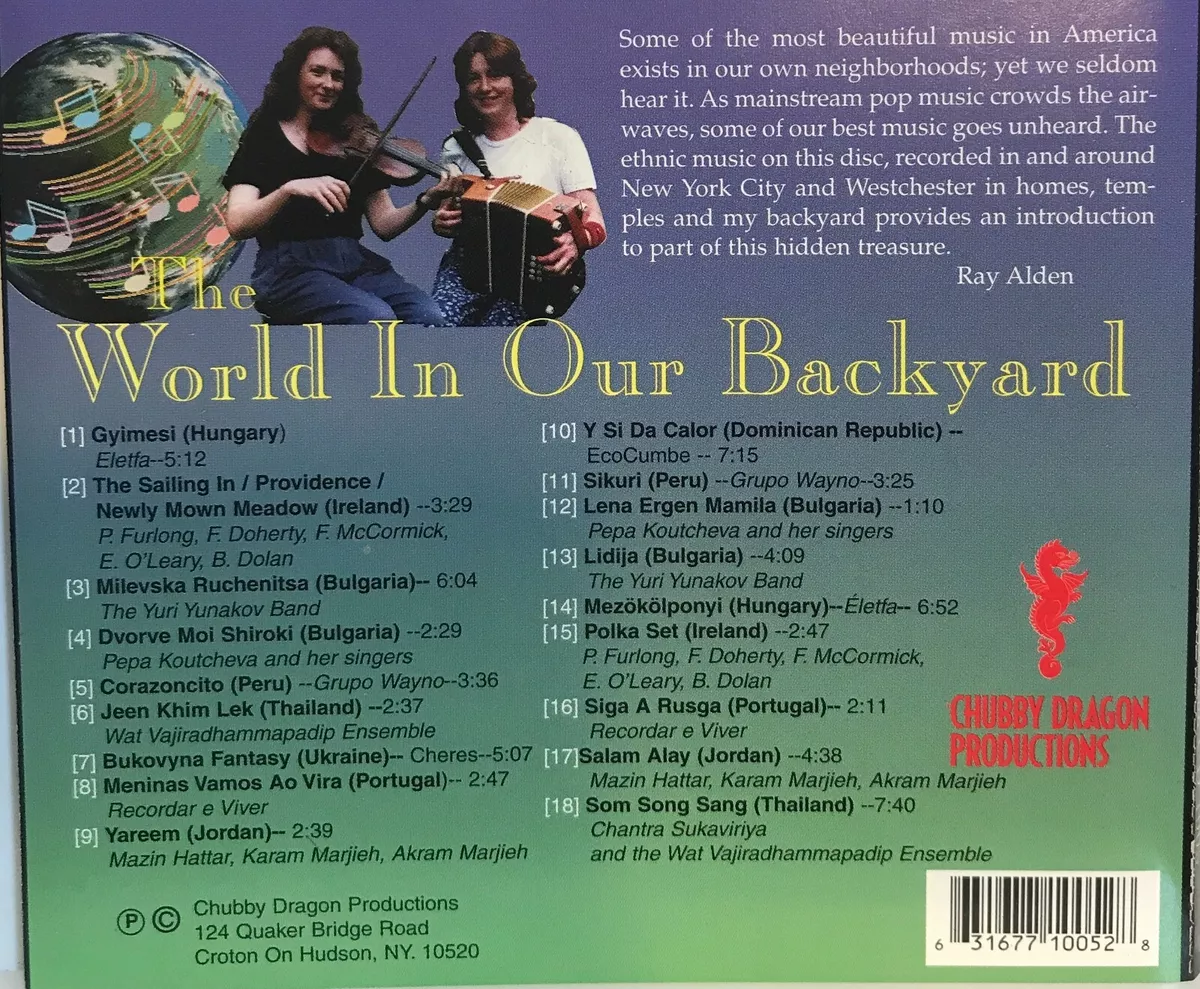 Some of the most beautiful music in America
exists in our own neighborhoods; yet we seldom
hear it. As mainstream pop music crowds the air-
waves, some of our best music goes unheard. The
ethnic music on this disc, recorded in and around
New York City and Westchester in homes, tem-
ples and my backyard provides an introduction
to part of this hidden treasure.
Ray Alden
The
World In Our Backyard
[1] Gyimesi (Hungary)
Eletfa--5:12
[2] The Sailing In / Providence /
Newly Mown Meadow (Ireland) --3:29
P. Furlong, F. Doherty, F. McCormick,
E. O'Leary, B. Dolan
[3] Milevska Ruchenitsa (Bulgaria)-- 6:04
The Yuri Yunakov Band
[4] Dvorve Moi Shiroki (Bulgaria) --2:29
Pepa Koutcheva and her singers
[5] Corazoncito (Peru) --Grupo Wayno--3:36
[6] Jeen Khim Lek (Thailand) --2:37
Wat Vajiradhammapadip Ensemble
[7] Bukovyna Fantasy (Ukraine)-- Cheres--5:07
[8] Meninas Vamos Ao Vira (Portugal)-- 2:47
Recordar e Viver
[9] Yareem (Jordan)-- 2:39
Mazin Hattar, Karam Marjieh, Akram Marjieh
[10] Y Si Da Calor (Dominican Republic) --
EcoCumbe -- 7:15
[11] Sikuri (Peru) --Grupo Wayno--3:25
[12] Lena Ergen Mamila (Bulgaria) --1:10
Pepa Koutcheva and her singers
[13] Lidija (Bulgaria) --4:09
The Yuri Yunakov Band
[14] Mezökölponyi (Hungary)--Életfa-- 6:52
[15] Polka Set (Ireland) --2:47
P. Furlong, F. Doherty, F. McCormick,
E. O'Leary, B. Dolan
[16] Siga A Rusga (Portugal)-- 2:11
Recordar e Viver
[17]Salam Alay (Jordan) --4:38
Mazin Hattar, Karam Marjieh, Akram Marjieh
[18] Som Song Sang (Thailand) --7:40
Chantra Sukaviriya
and the Wat Vajiradhammapadip Ensemble
CHUBBY DRAGON
PRODUCTIONS
℗ © Chubby Dragon Productions
124 Quaker Bridge Road
Croton On Hudson, NY. 10520
6 31677 10052 8